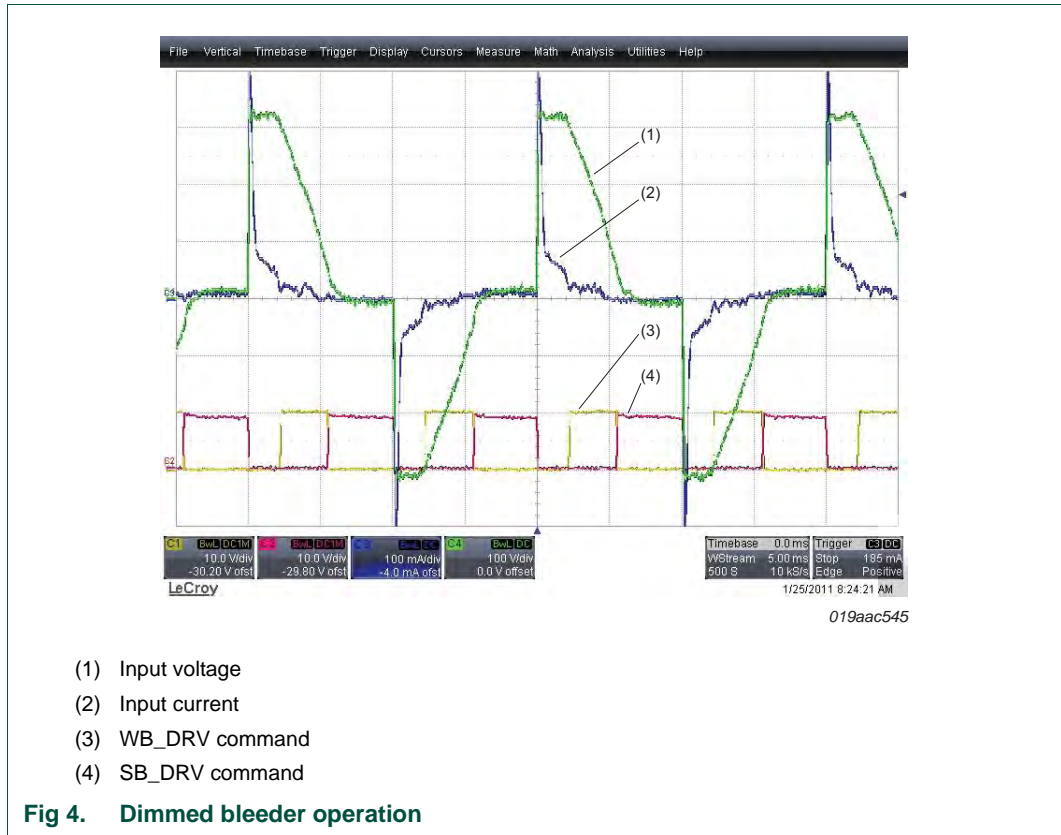 File Vertical Timebase Trigger Display Cursors Measure Math Analysis Utilities Help
(1)
(2)
C3
(3)
(4)
C1 BwL DC1M
10.0 V/div
-30.20 V ofst
BwL DC1M
10.0 V/div
-29.80 V ofst
100 mA/div
-4.0 mA ofst
C4 BwL DC
100 V/div
0.0 V offset
Timebase 0.0 ms
WStream 5.00 ms
500 S 10 kS/s
Trigger C3 DC
Stop 185 mA
Edge Positive
LeCroy
1/25/2011 8:24:21 AM
019aac545
(1) Input voltage
(2) Input current
(3) WB_DRV command
(4) SB_DRV command
Fig 4. Dimmed bleeder operation